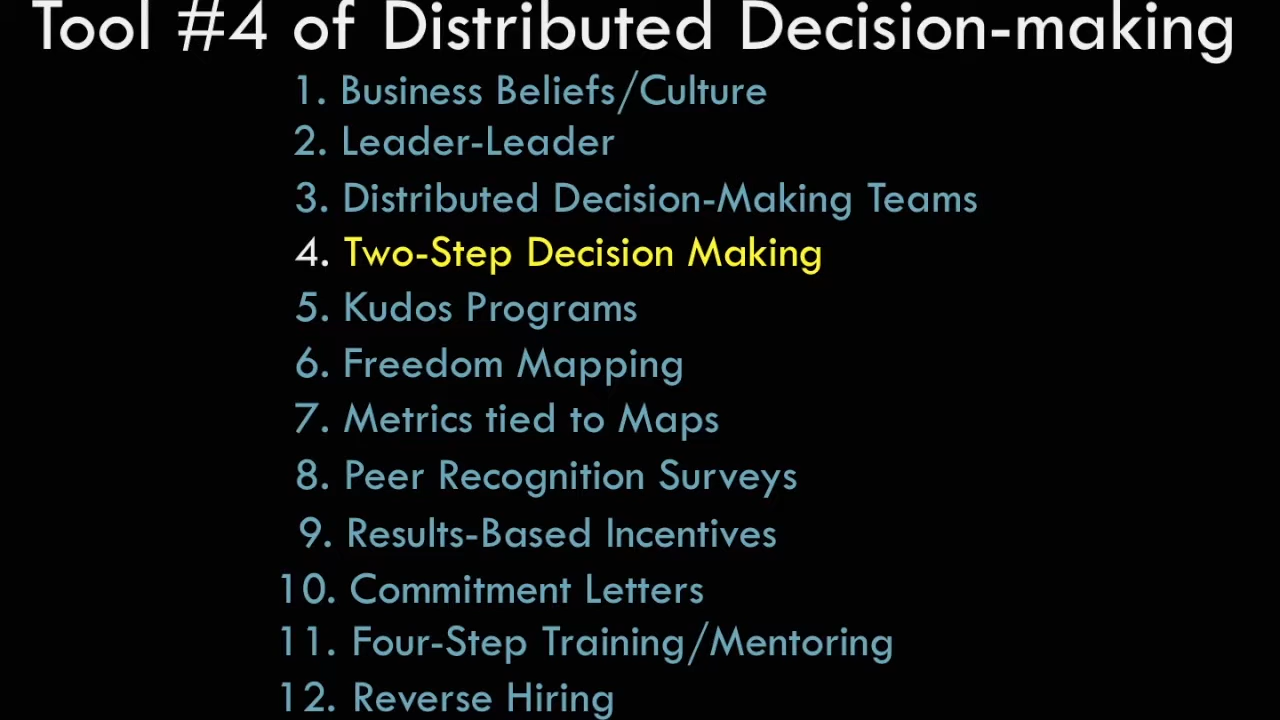 Tool #4 of Distributed Decision-making
1. Business Beliefs/Culture
2. Leader-Leader
3. Distributed Decision-Making Teams
4. Two-Step Decision Making
5. Kudos Programs
6. Freedom Mapping
7. Metrics tied to Maps
8. Peer Recognition Surveys
9. Results-Based Incentives
10. Commitment Letters
11. Four-Step Training/Mentoring
12. Reverse Hiring